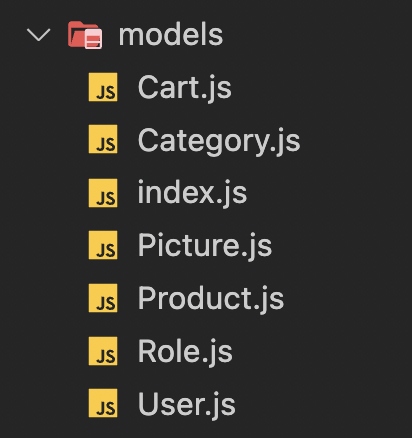 models
JS Cart.js
JS Category.js
JS index.js
JS Picture.js
JS Product.js
JS Role.js
JS User.js